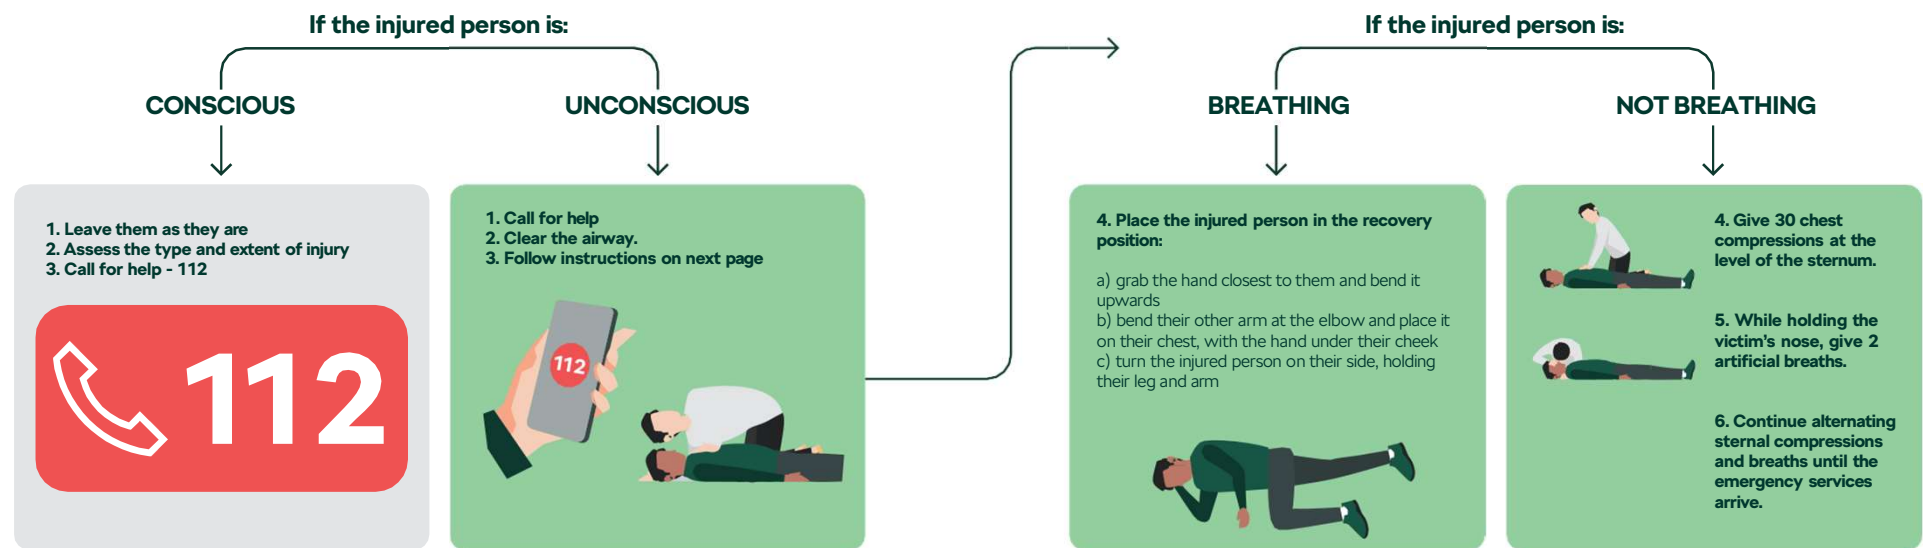 If the injured person is:
CONSCIOUS
UNCONSCIOUS
1. Leave them as they are
2. Assess the type and extent of injury
3. Call for help - 112
112
1. Call for help
2. Clear the airway.
3. Follow instructions on next page
112
If the injured person is:
BREATHING
NOT BREATHING
4. Place the injured person in the recovery
position:
a) grab the hand closest to them and bend it
upwards
b) bend their other arm at the elbow and place it
on their chest, with the hand under their cheek
c) turn the injured person on their side, holding
their leg and arm
4. Give 30 chest
compressions at the
level of the sternum.
5. While holding the
victim's nose, give 2
artificial breaths.
6. Continue alternating
sternal compressions
and breaths until the
emergency services
arrive.